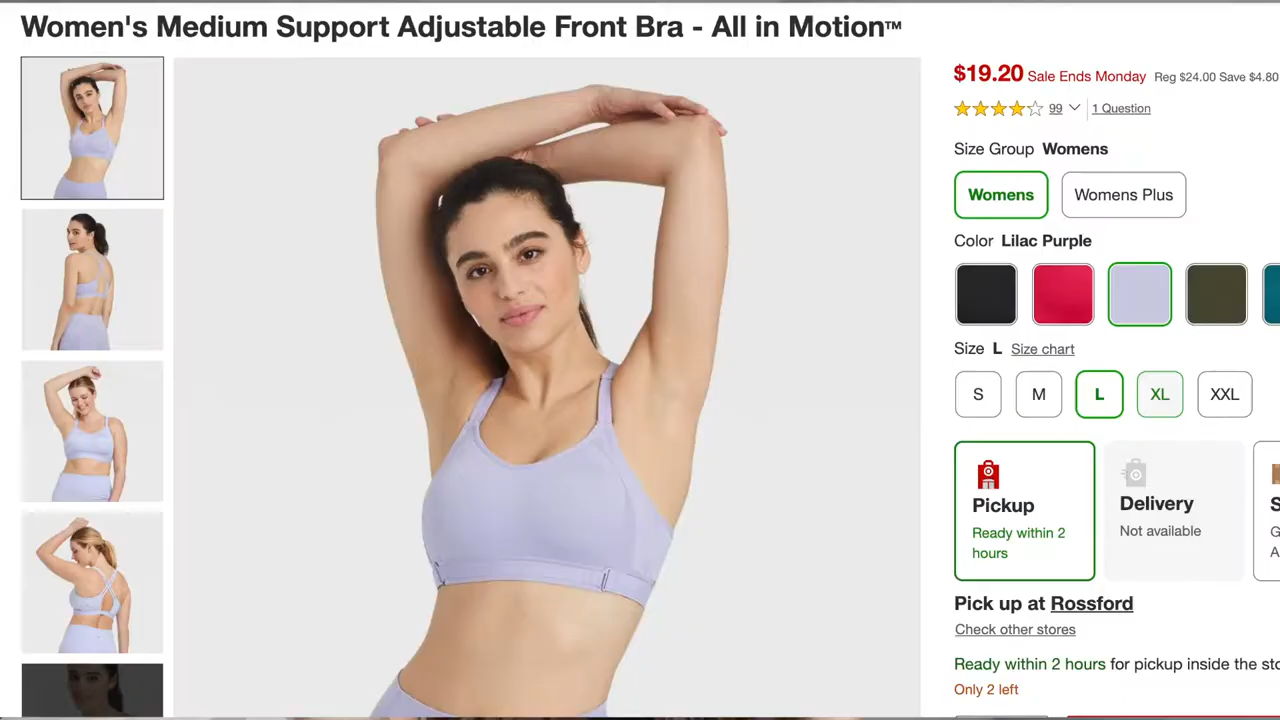 Women's Medium Support Adjustable Front Bra - All in Motion™
$19.20 Sale Ends Monday Reg $24.00 Save $4.80
99 1 Question
Size Group Womens
Womens Womens Plus
Color Lilac Purple
Size L Size chart
S M L XL XXL
Pickup
Ready within 2
hours
Delivery
Not available
S
G
A
Pick up at Rossford
Check other stores
Ready within 2 hours for pickup inside the sto
Only 2 left